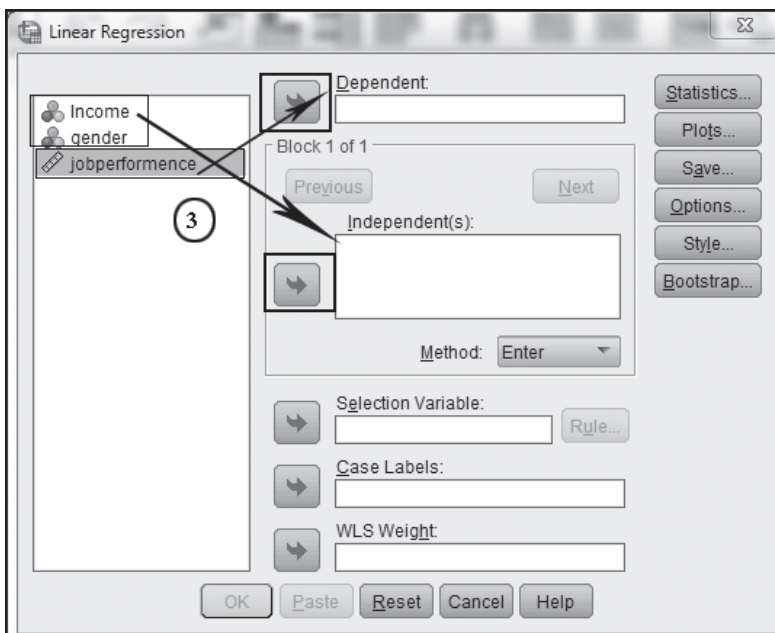 Linear Regression
Income
gender
jobperformence
3
Dependent:
Block 1 of 1
Previous
Next
Independent(s):
Method:
Enter
Selection Variable:
Rule...
Case Labels:
WLS Weight:
Statistics...
Plots...
Save...
Options...
Style...
Bootstrap...
OK
Paste
Reset
Cancel
Help